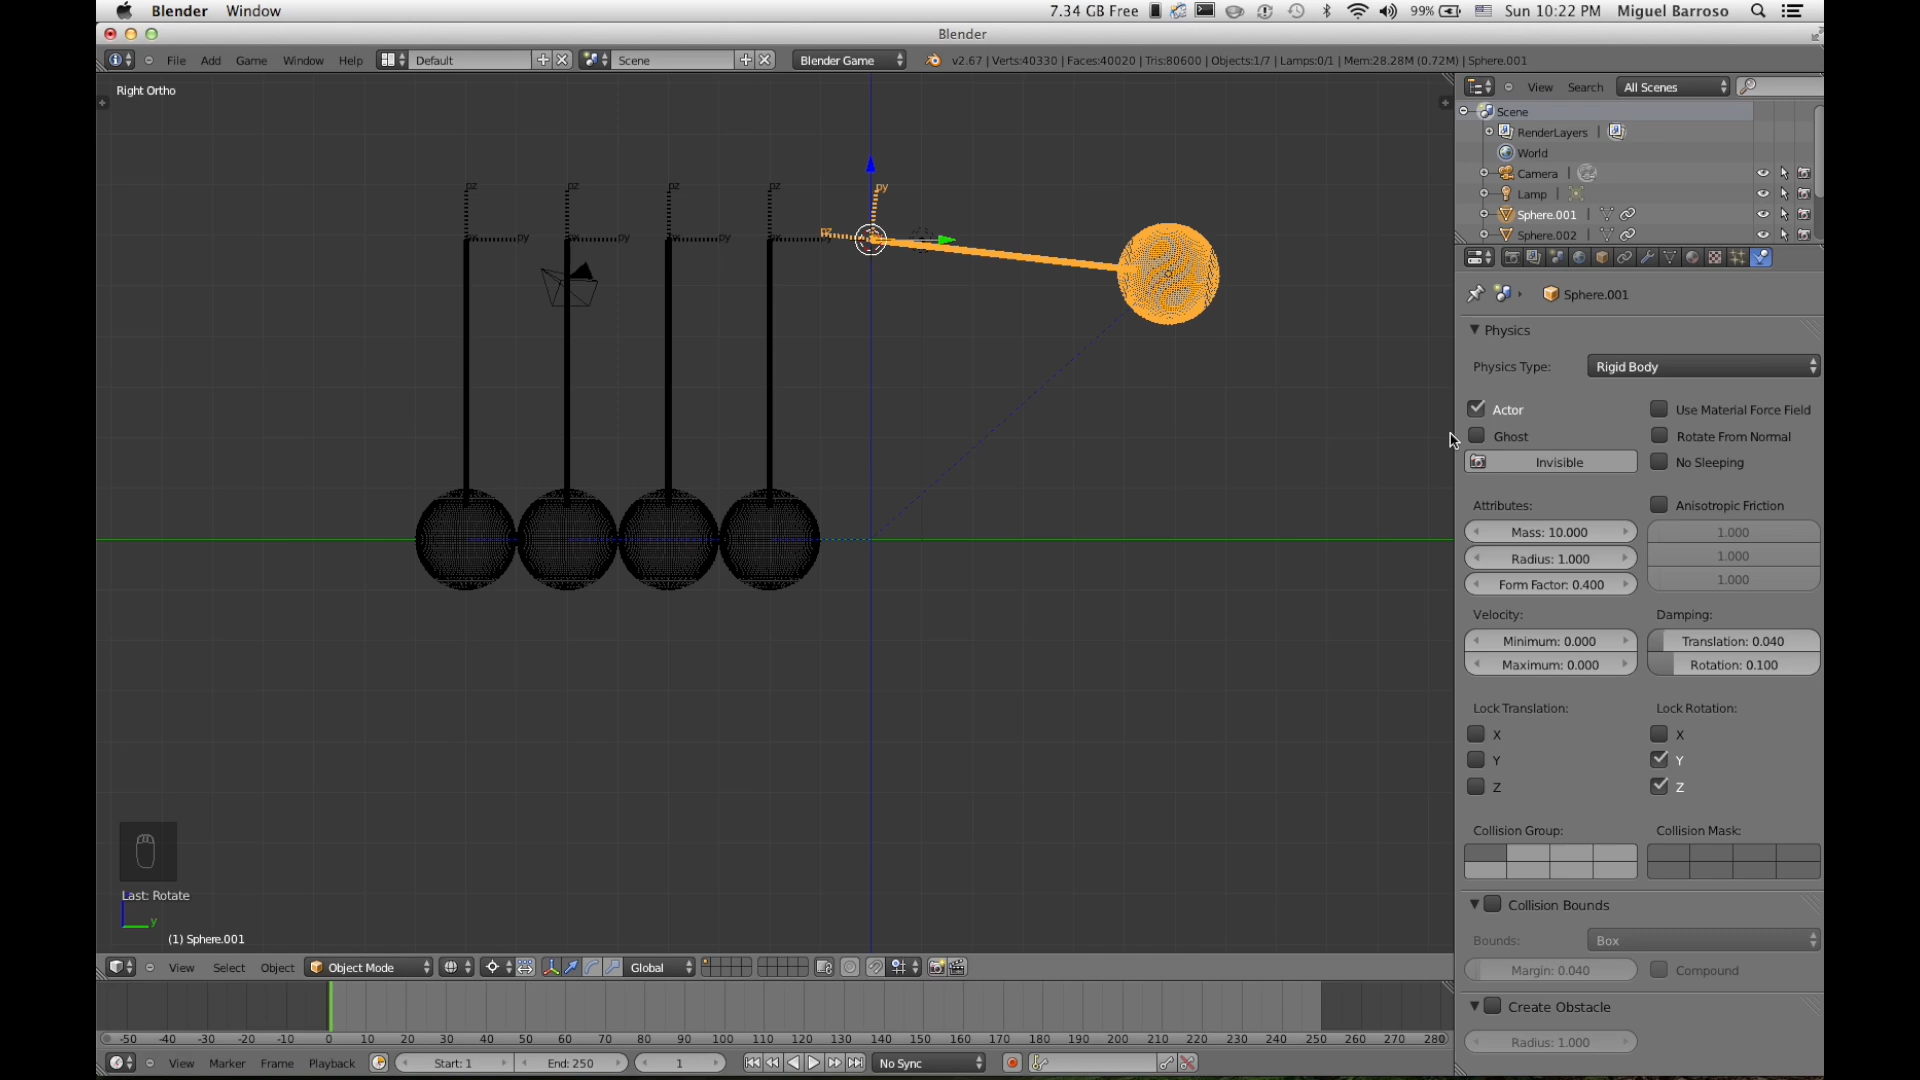 Blender Window 7.34 GB Free 99% Sun 10:22 PM Miguel Barroso
Blender
File Add Game Window Help Default Scene Blender Game v2.67 | Verts:40330 | Faces:40020 | Tris:80600 | Objects:1/7 | Lamps:0/1 | Mem:28.28M (0.72M) | Sphere.001
Right Ortho
View Search All Scenes
Scene
RenderLayers
World
Camera
Lamp
Sphere.001
Sphere.002
pz pz pz pz py
pz
py py py
Sphere.001
Physics
Physics Type: Rigid Body
Actor Use Material Force Field
Ghost Rotate From Normal
Invisible No Sleeping
Attributes: Anisotropic Friction
Mass: 10.000 1.000
Radius: 1.000 1.000
Form Factor: 0.400 1.000
Velocity: Damping:
Minimum: 0.000 Translation: 0.040
Maximum: 0.000 Rotation: 0.100
Lock Translation: Lock Rotation:
X X
Y Y
Z Z
Collision Group: Collision Mask:
Collision Bounds
Bounds: Box
Margin: 0.040 Compound
Create Obstacle
Radius: 1.000
Last: Rotate
y
(1) Sphere.001
View Select Object Object Mode Global
-50 -40 -30 -20 -10 0 10 20 30 40 50 60 70 80 90 100 110 120 130 140 150 160 170 180 190 200 210 220 230 240 250 260 270 280
View Marker Frame Playback Start: 1 End: 250 1 No Sync